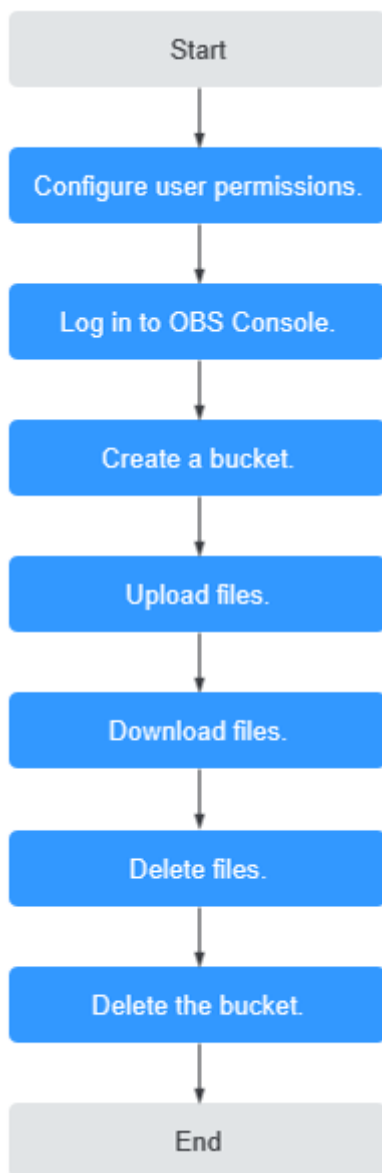 Start
Configure user permissions.
Log in to OBS Console.
Create a bucket.
Upload files.
Download files.
Delete files.
Delete the bucket.
End